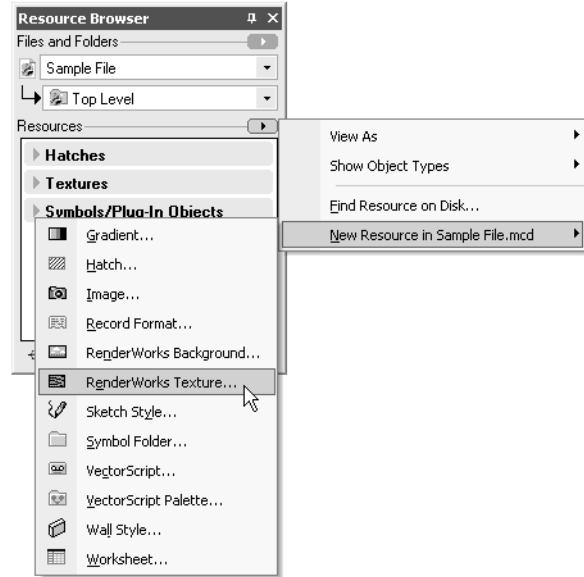 Resource Browser
Files and Folders
Sample File
Top Level
Resources
Hatches
Textures
Symbols/Plug-In Objects
View As
Show Object Types
Find Resource on Disk...
New Resource in Sample File.mcd
Gradient...
Hatch...
Image...
Record Format...
RenderWorks Background...
RenderWorks Texture...
Sketch Style...
Symbol Folder...
VectorScript...
VectorScript Palette...
Wall Style...
Worksheet...